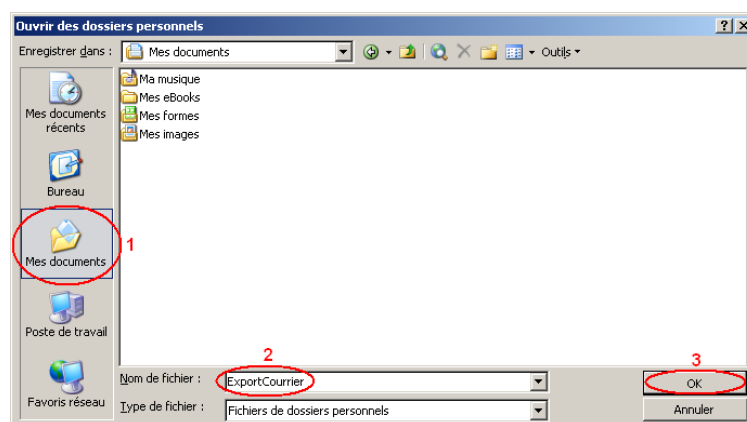 Ouvrir des dossiers personnels
Enregistrer dans : Mes documents Outils
Ma musique
Mes eBooks
Mes formes
Mes images
Mes documents récents
Bureau
Mes documents
1
Poste de travail
Favoris réseau
2
3
Nom de fichier : ExportCourrier OK
Type de fichier : Fichiers de dossiers personnels Annuler